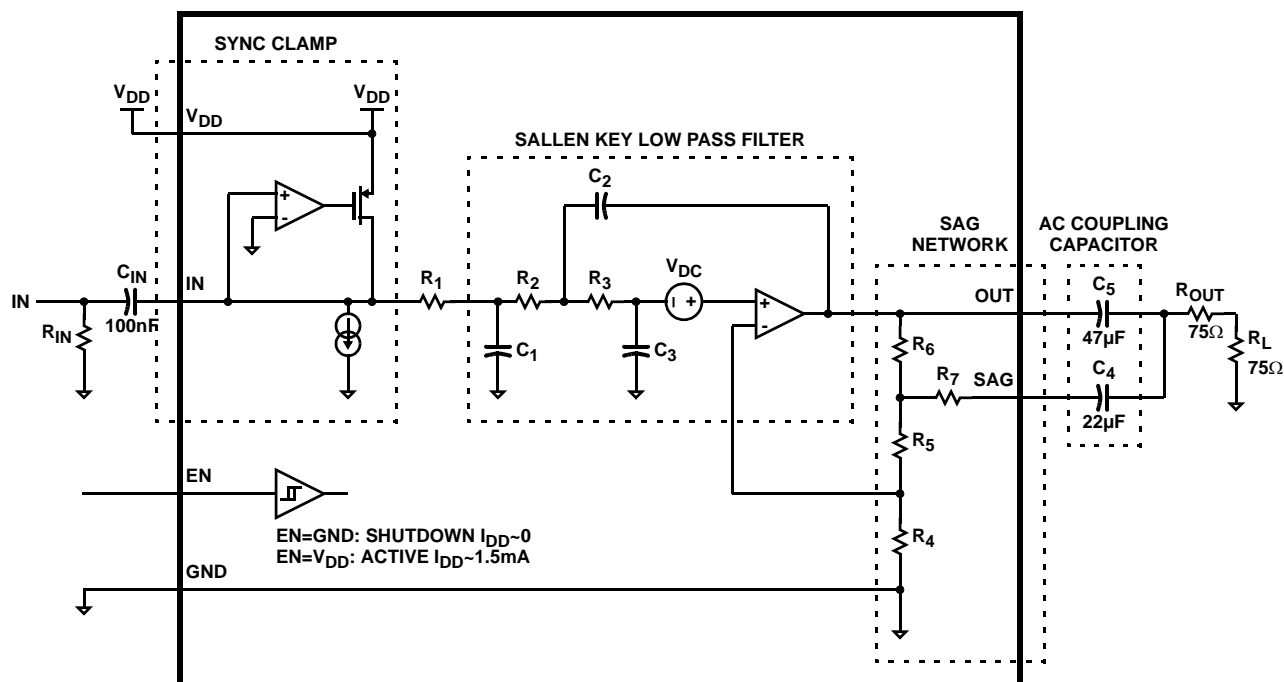 SYNC CLAMP
VDD
VDD
VDD
SALLEN KEY LOW PASS FILTER
C2
+
-
SAG
NETWORK
AC COUPLING
CAPACITOR
CIN
IN
IN
100nF
RIN
R1
R2
R3
VDC
+
+
-
OUT
C5
47µF
ROUT
75Ω
RL
75Ω
C1
C3
R6
R7
SAG
C4
22µF
R5
EN
EN=GND: SHUTDOWN IDD~0
EN=VDD: ACTIVE IDD~1.5mA
R4
GND